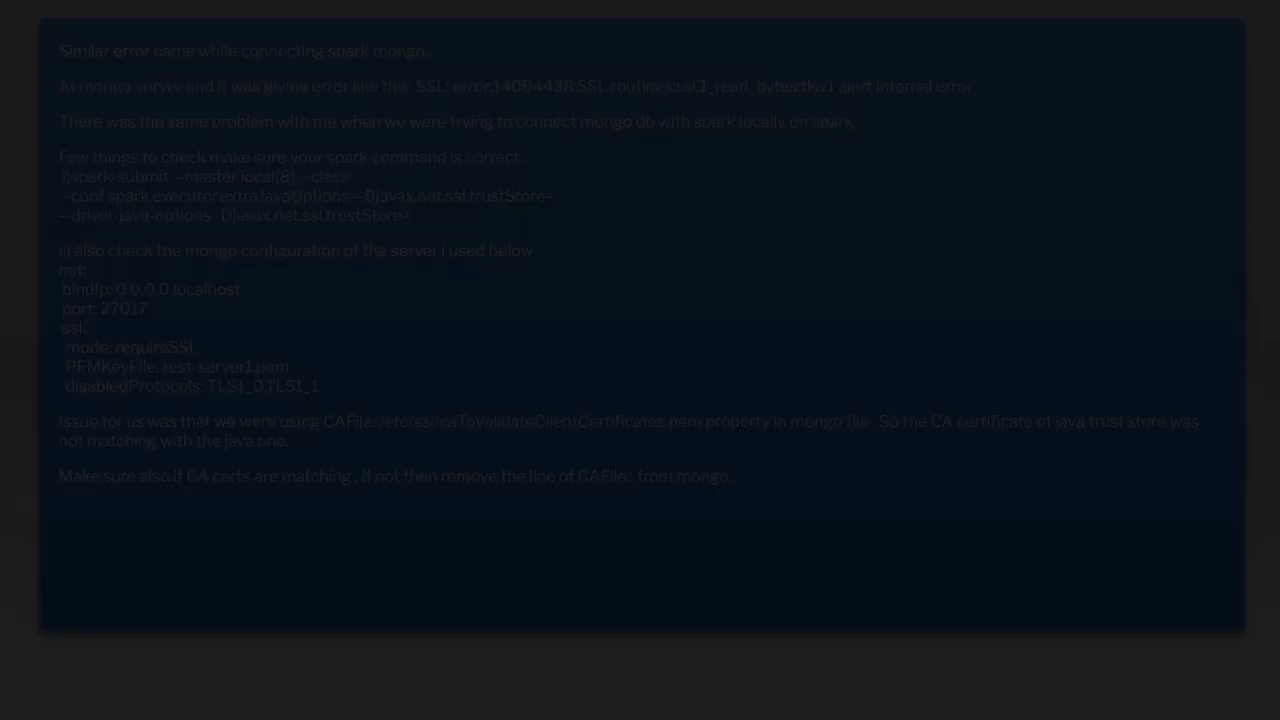 Similar error came while connecting spark mongo.
At mongo server end it was giving error like this SSL: error:14094438:SSL routines:ssl3_read_bytes:tlsv1 alert internal error
There was the same problem with me when we were trying to connect mongo db with spark locally on spark.
Few things to check make sure your spark command is correct.
i)spark-submit --master local[8] --class
--conf spark.executor.extraJavaOptions=-Djavax.net.ssl.trustStore=
--driver-java-options -Djavax.net.ssl.trustStore=
ii) also check the mongo configuration of the server i used below
net:
bindIp: 0.0.0.0,localhost
port: 27017
ssl:
mode: requireSSL
PEMKeyFile: test-server1.pem
disabledProtocols: TLS1_0,TLS1_1
Issue for us was that we were using CAFile: /etc/ssl/caToValidateClientCertificates.pem property in mongo file . So the CA certificate of java trust store was
not matching with the java one.
Make sure also if CA certs are matching . if not then remove the line of CAFile: from mongo .